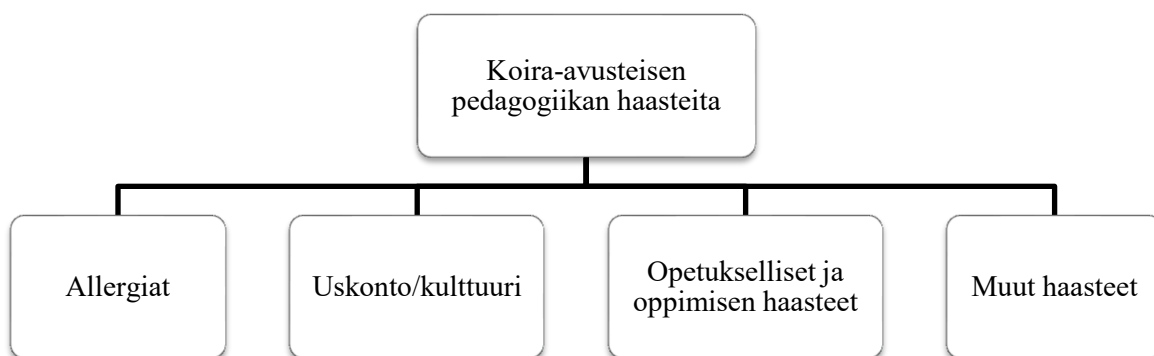 Koira-avusteisen
pedagogiikan haasteita
Allergiat
Uskonto/kulttuuri
Opetukselliset ja
oppimisen haasteet
Muut haasteet